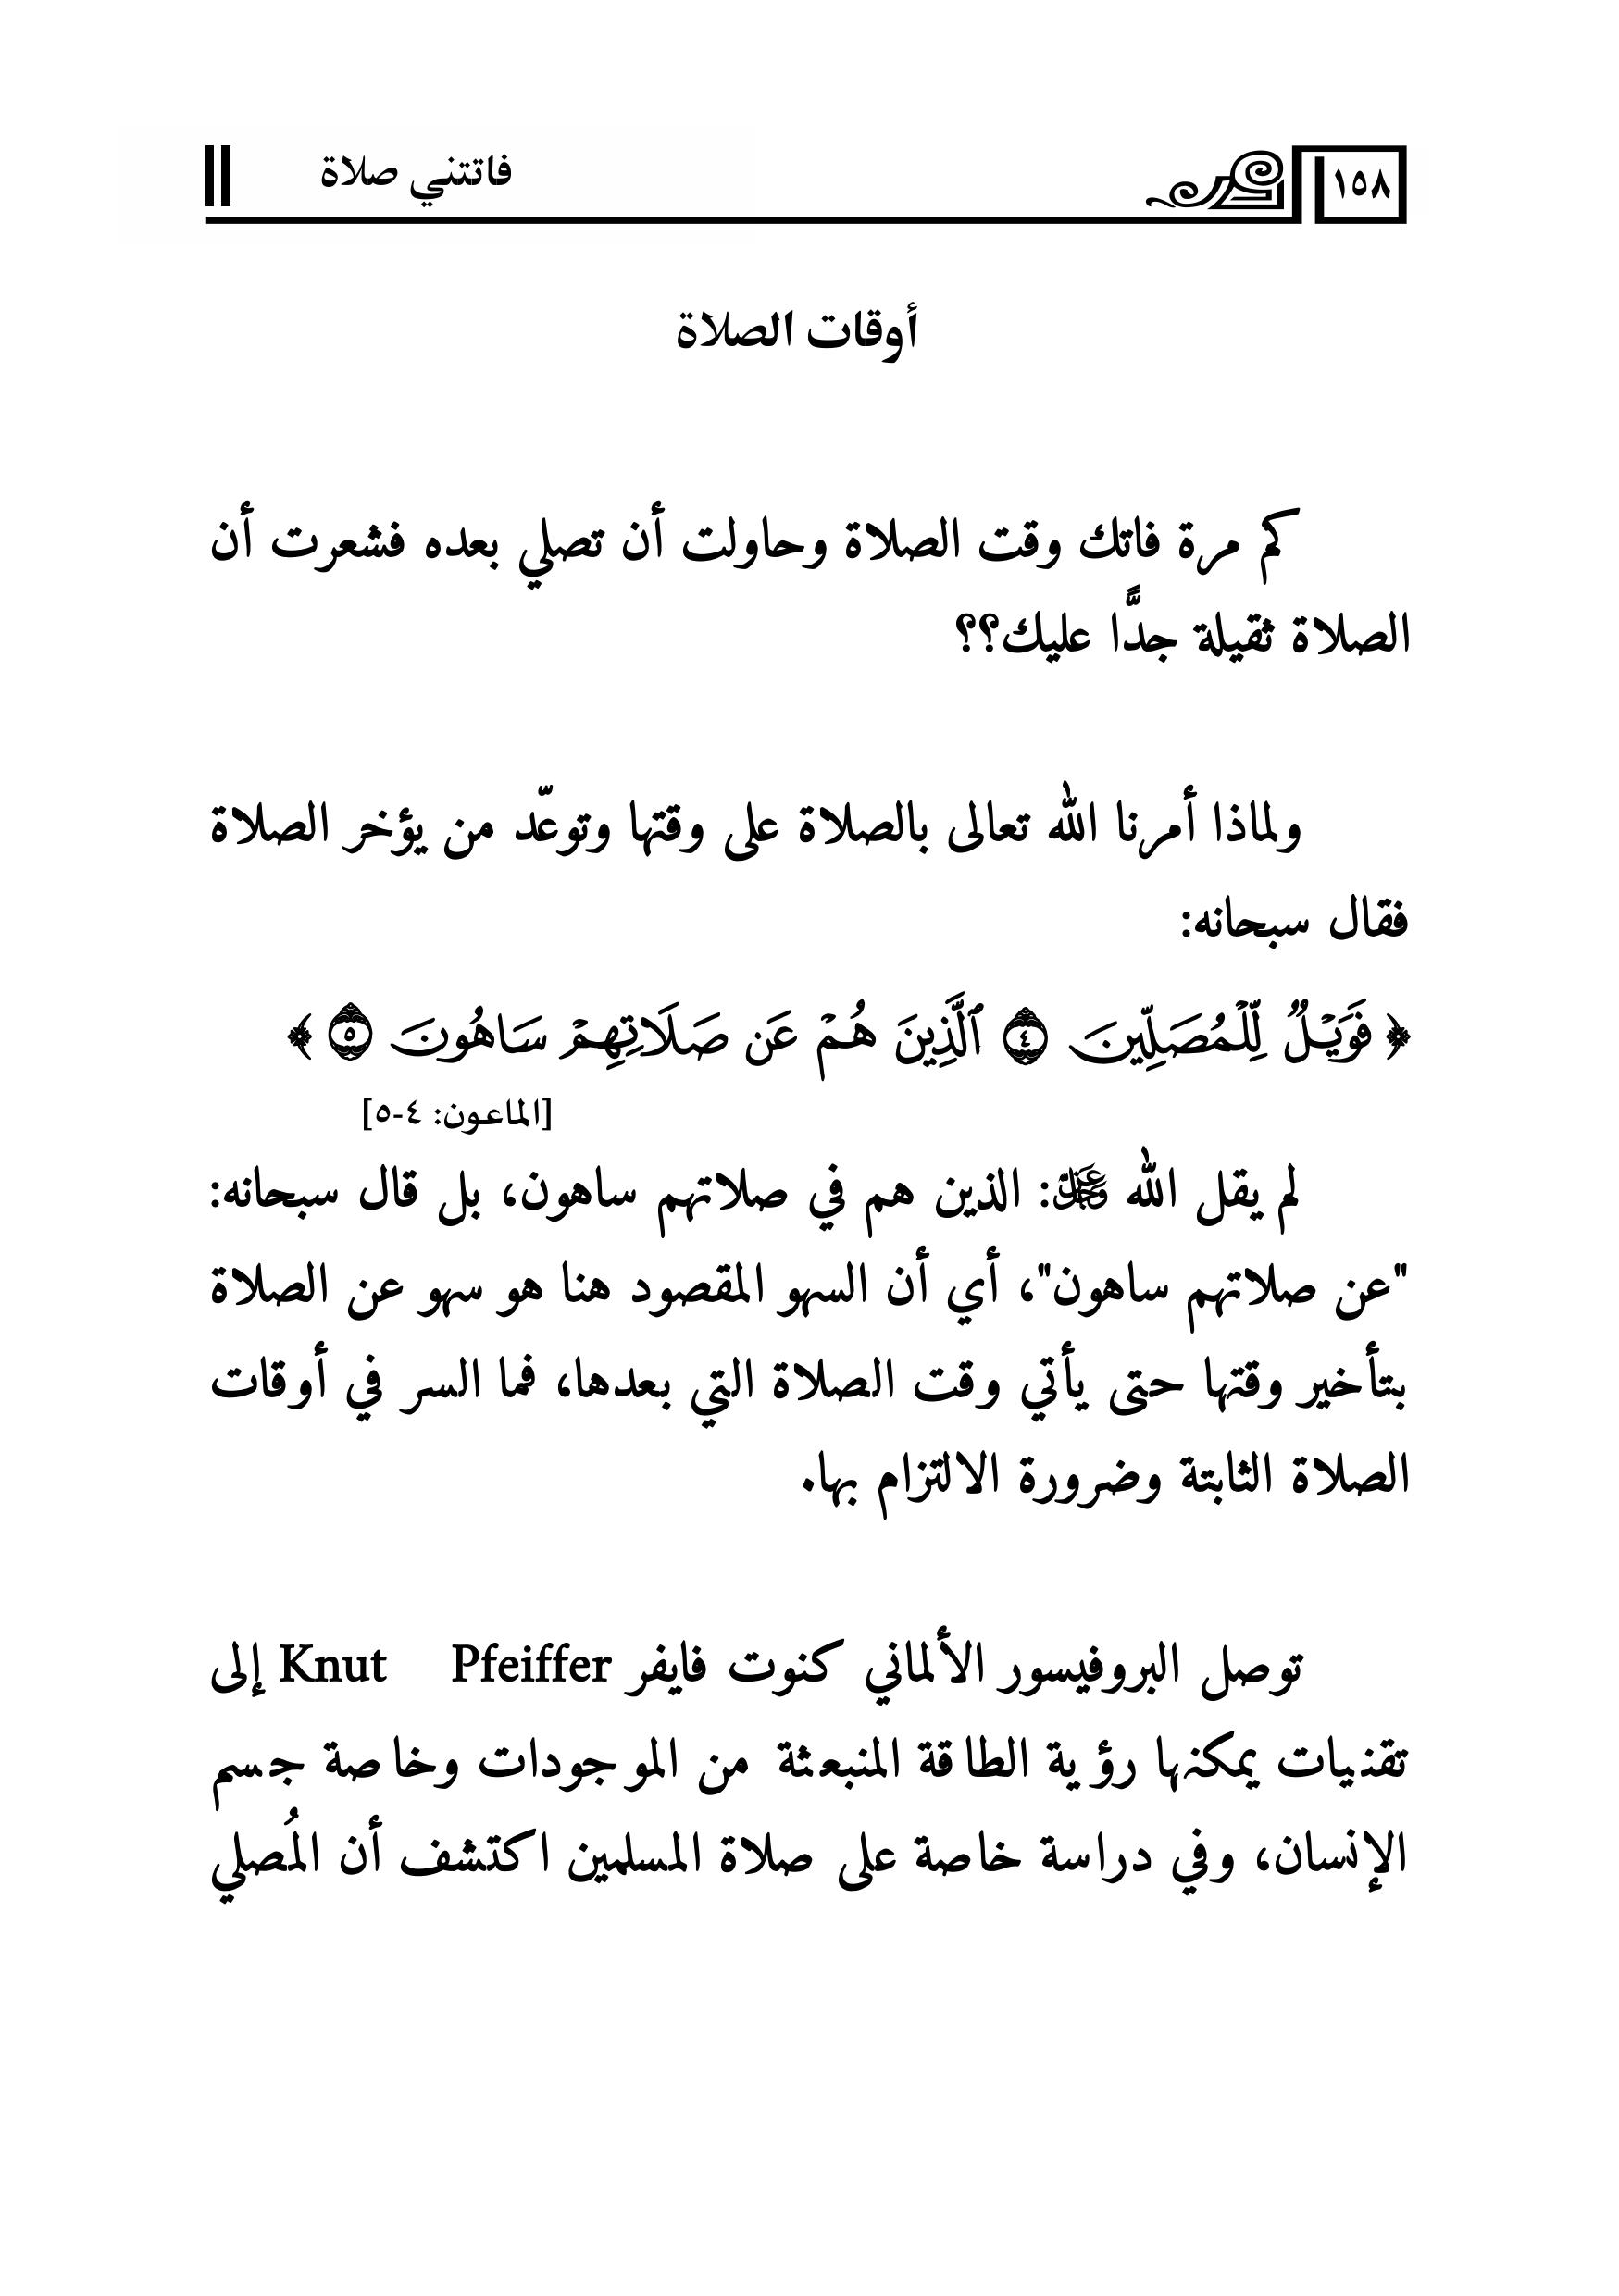 ١٥٨
فاتتني صلاة
أوقات الصلاة
كم مرة فاتك وقت الصلاة وحاولت أن تصلي بعده فشعرت أن
الصلاة ثقيلة جدًّا عليك؟؟
ولماذا أمرنا الله تعالى بالصلاة على وقتها وتوعّد من يؤخر الصلاة
فقال سبحانه:
﴿ فَوَيْلٌ لِّلْمُصَلِّينَ ٤ ٱلَّذِينَ هُمْ عَن صَلَاتِهِمْ سَاهُونَ ٥ ﴾
[الماعون: ٤-٥]
لم يقل الله عز وجل: الذين هم في صلاتهم ساهون، بل قال سبحانه:
"عن صلاتهم ساهون"، أي أن السهو المقصود هنا هو سهو عن الصلاة
بتأخير وقتها حتى يأتي وقت الصلاة التي بعدها، فما السر في أوقات
الصلاة الثابتة وضرورة الالتزام بها.
توصل البروفيسور الألماني كنوت فايفر Knut Pfeiffer إلى
تقنيات يمكنها رؤية الطاقة المنبعثة من الموجودات وخاصة جسم
الإنسان، وفي دراسة خاصة على صلاة المسلمين اكتشف أن المُصلي